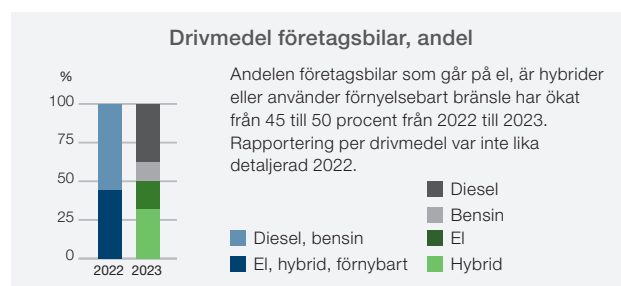 Drivmedel företagsbilar, andel
%
100
75
50
25
0
2022 2023
Andelen företagsbilar som går på el, är hybrider
eller använder förnyelsebart bränsle har ökat
från 45 till 50 procent från 2022 till 2023.
Rapportering per drivmedel var inte lika
detaljerad 2022.
Diesel, bensin
El, hybrid, förnybart
Diesel
Bensin
El
Hybrid